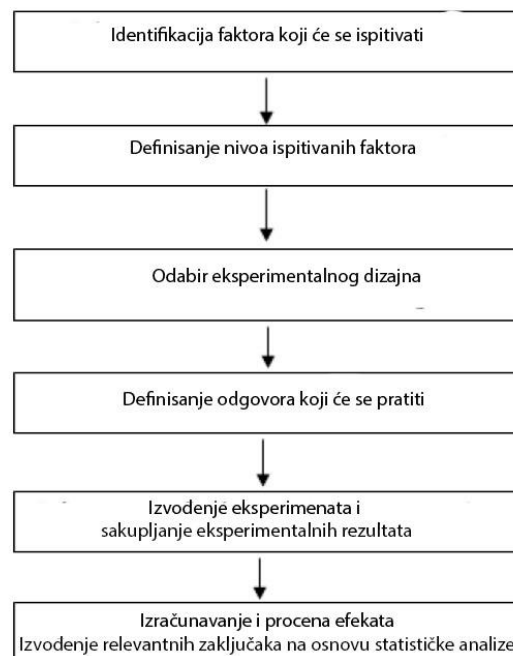 Identifikacija faktora koji će se ispitivati
Definisanje nivoa ispitivanih faktora
Odabir eksperimentalnog dizajna
Definisanje odgovora koji će se pratiti
Izvođenje eksperimenata i
sakupljanje eksperimentalnih rezultata
Izračunavanje i procena efekata
Izvođenje relevantnih zaključaka na osnovu statističke analize